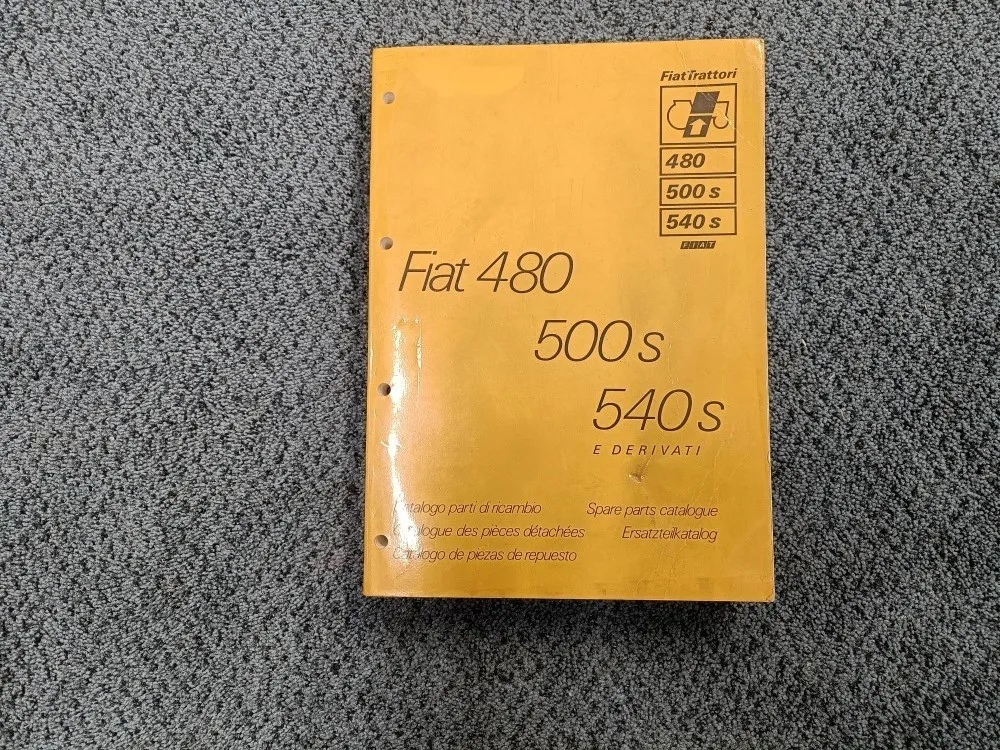 FiatTrattori
480
500 s
540 s
FIAT
Fiat 480
500 s
540 s
E DERIVATI
Catalogo parti di ricambio
Spare parts catalogue
Catalogue des pièces détachées
Ersatzteilkatalog
Catálogo de piezas de repuesto